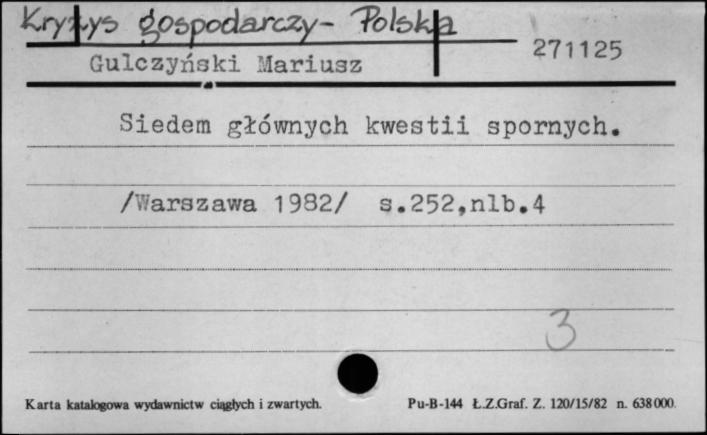 Kryzys gospodarczy- Polska
271125
Gulczyński Mariusz
Siedem głównych kwestii spornych.
/Warszawa 1982/ s.252,nlb.4
3
Karta katalogowa wydawnictw ciągłych i zwartych. Pu-B-144 Ł.Z.Graf. Z. 120/15/82 n. 638000.